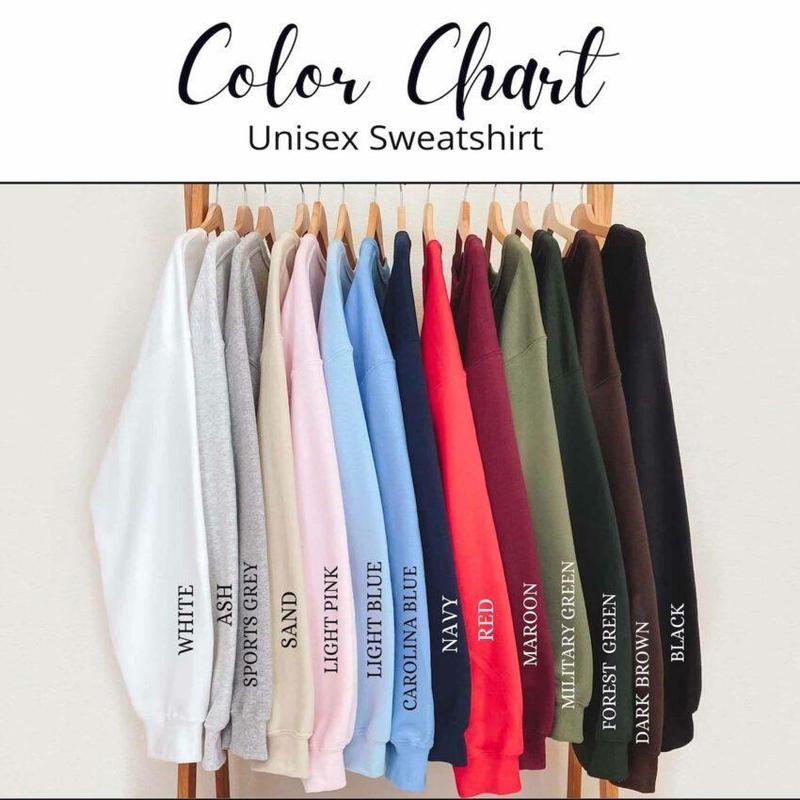 Color Chart
Unisex Sweatshirt
WHITE
ASH
SPORTS GREY
SAND
LIGHT PINK
LIGHT BLUE
CAROLINA BLUE
NAVY
RED
MAROON
MILITARY GREEN
FOREST GREEN
DARK BROWN
BLACK